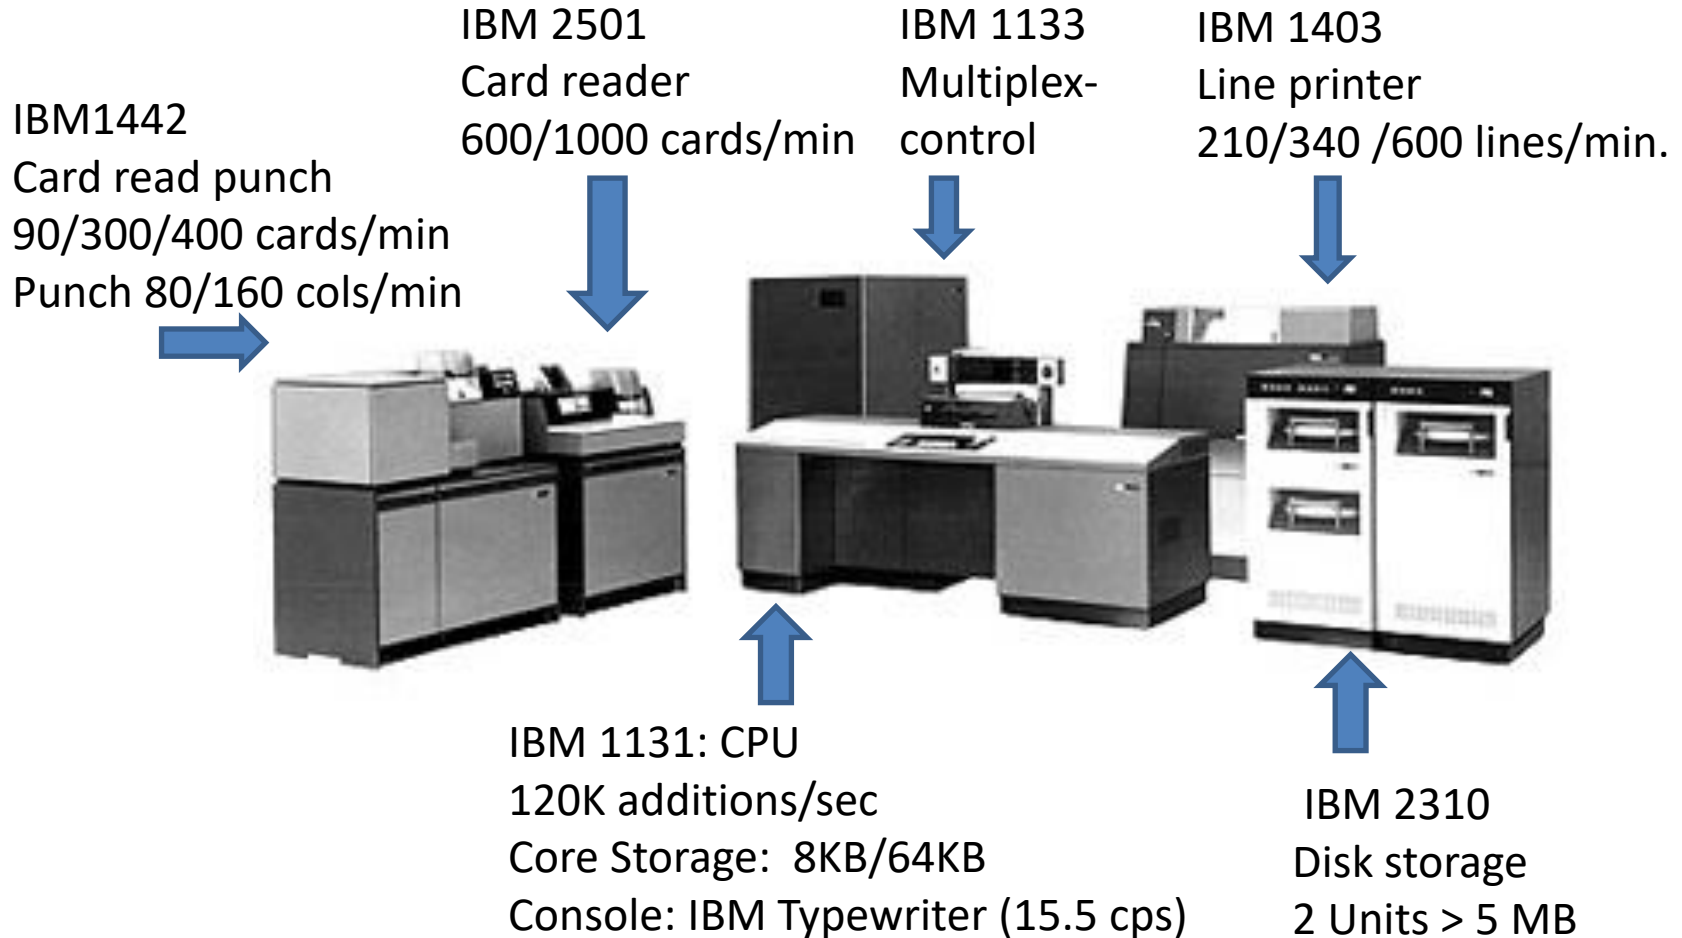 IBM 2501
Card reader
600/1000 cards/min
IBM 1133
Multiplex-
control
IBM 1403
Line printer
210/340 /600 lines/min.
IBM1442
Card read punch
90/300/400 cards/min
Punch 80/160 cols/min
IBM 1131: CPU
120K additions/sec
Core Storage:  8KB/64KB
Console: IBM Typewriter (15.5 cps)
IBM 2310
Disk storage
2 Units > 5 MB